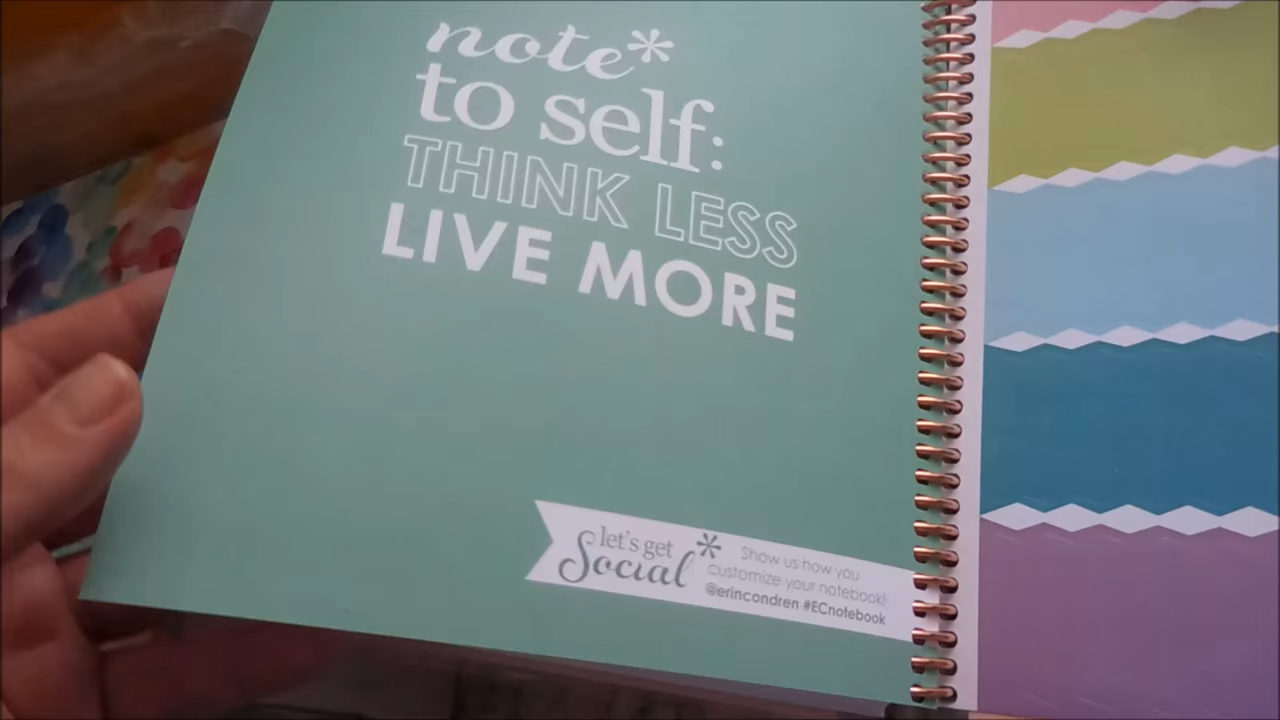 note*
to self:
THINK LESS
LIVE MORE
let's get
Social*
Show us how you
customize your notebook!
@erincondren #ECnotebook